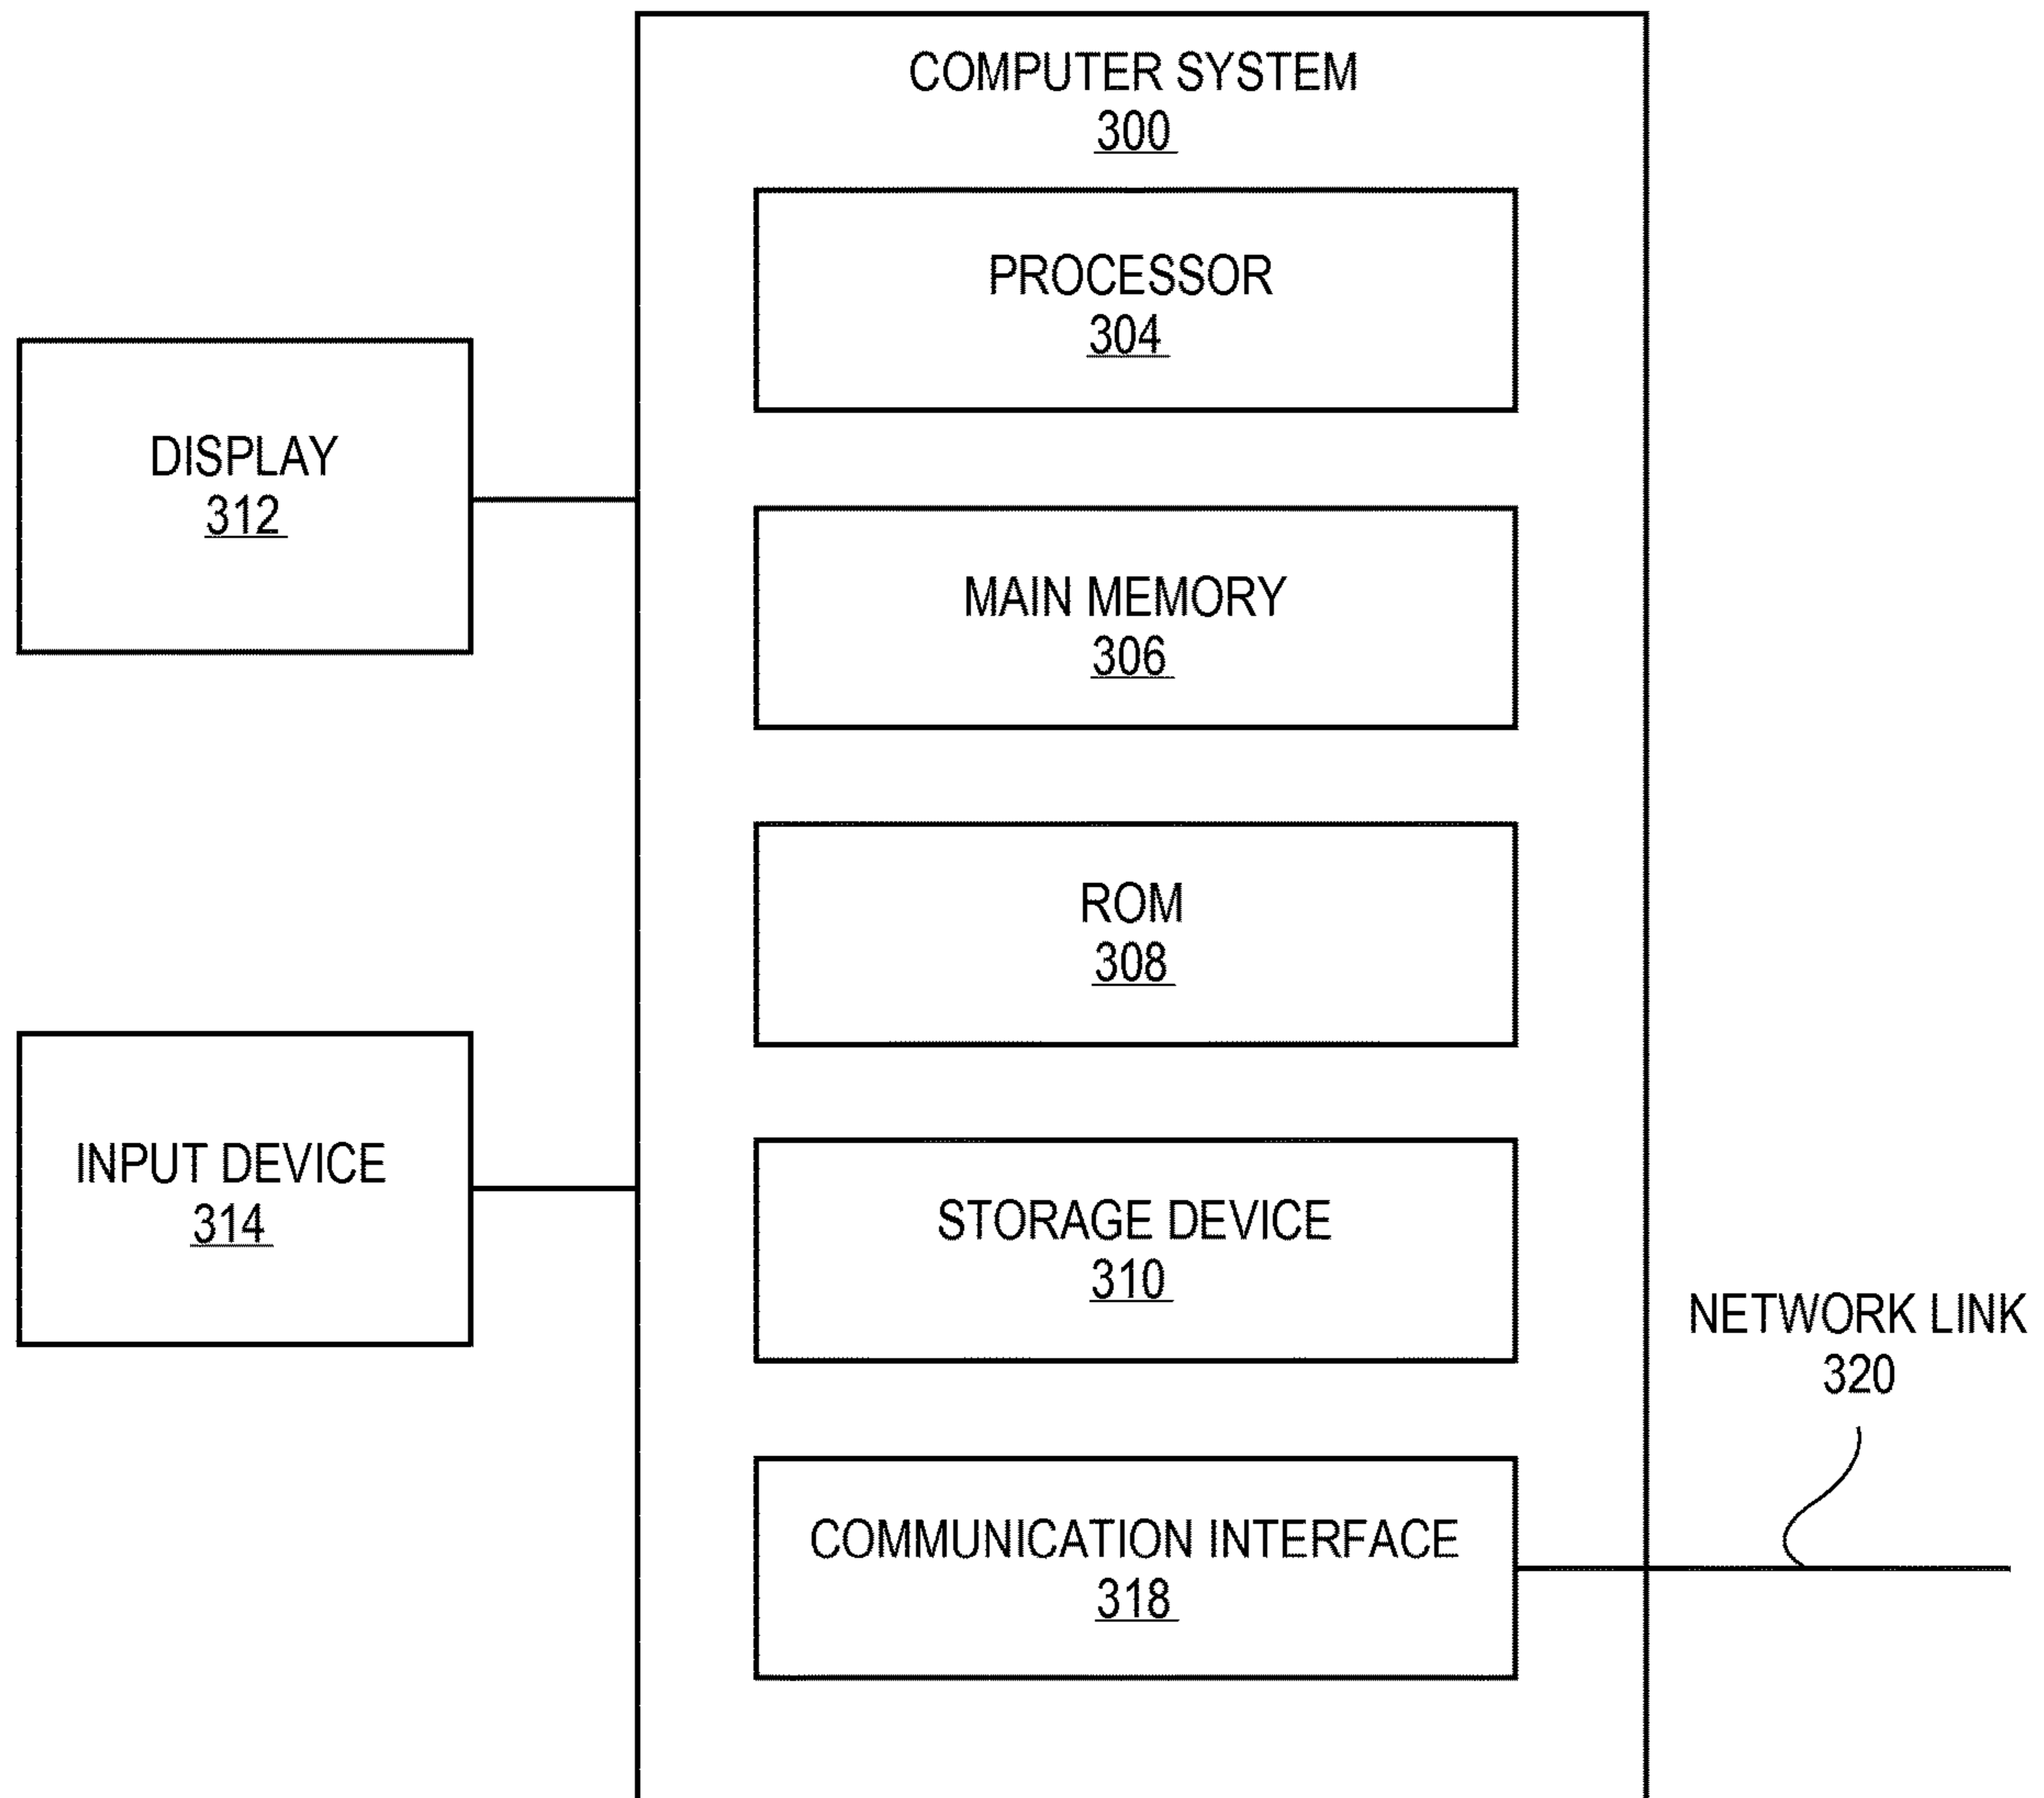 COMPUTER SYSTEM
300
PROCESSOR
304
DISPLAY
312
MAIN MEMORY
306
ROM
308
INPUT DEVICE
314
STORAGE DEVICE
310
NETWORK LINK
320
COMMUNICATION INTERFACE
318